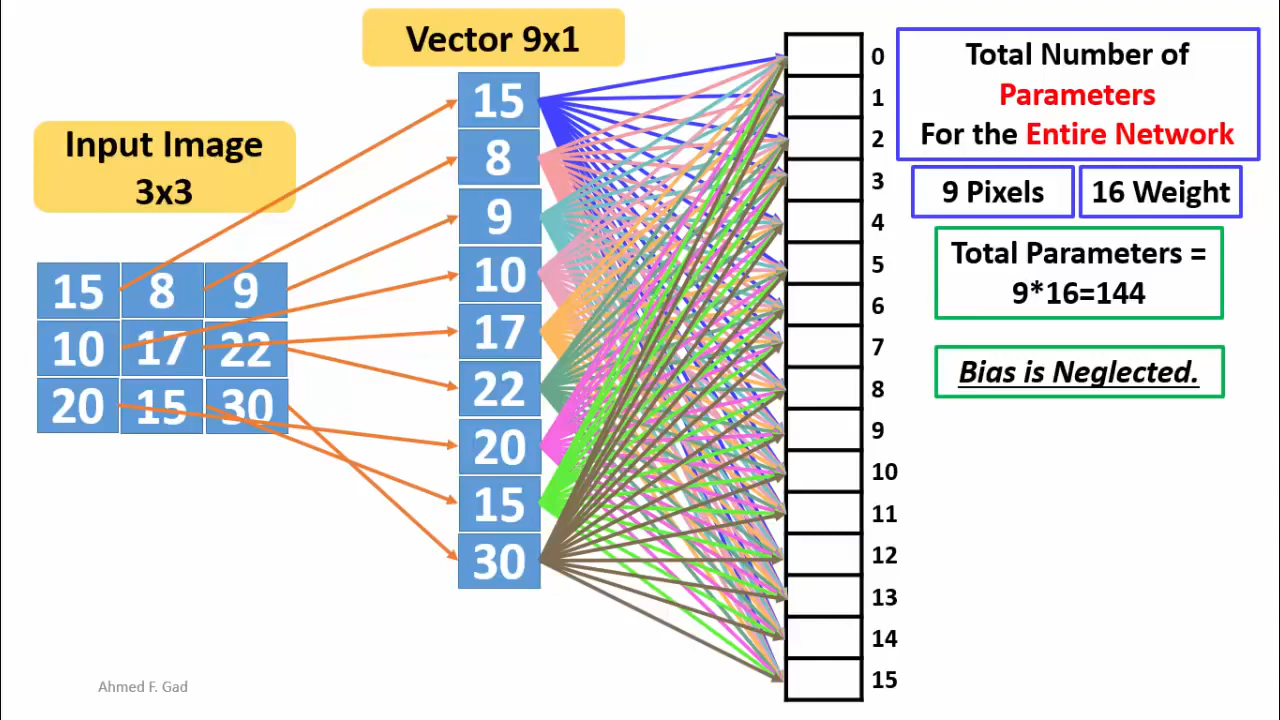 Vector 9x1
Input Image
3x3
15 8 9
10 17 22
20 15 30
15
8
9
10
17
22
20
15
30
0
1
2
3
4
5
6
7
8
9
10
11
12
13
14
15
Total Number of
Parameters
For the Entire Network
9 Pixels
16 Weight
Total Parameters =
9*16=144
Bias is Neglected.
Ahmed F. Gad